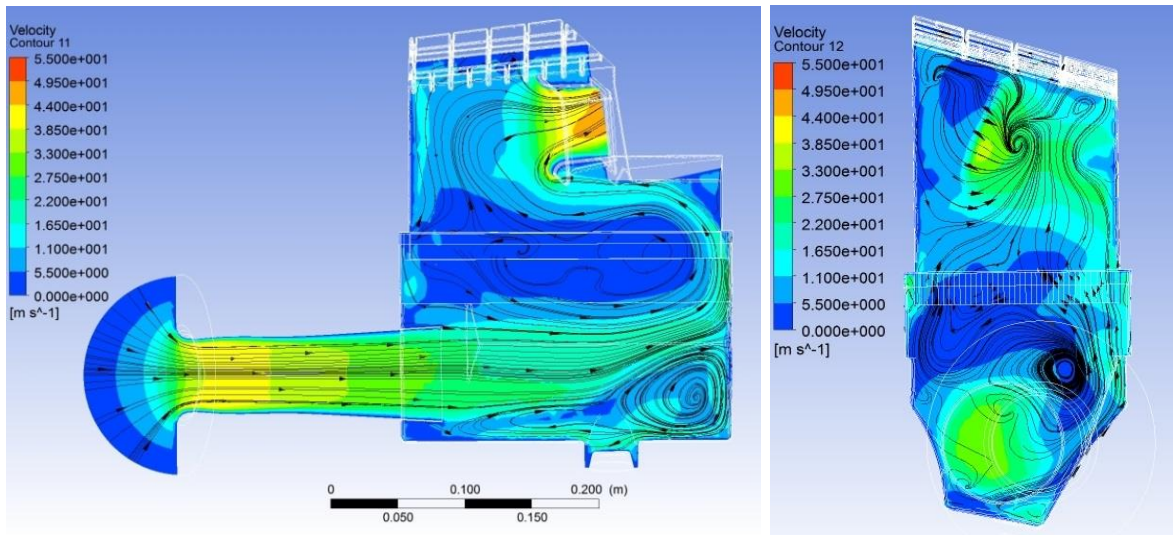 Velocity
Contour 11
5.500e+001
4.950e+001
4.400e+001
3.850e+001
3.300e+001
2.750e+001
2.200e+001
1.650e+001
1.100e+001
5.500e+000
0.000e+000
[m s^-1]
0 0.100 0.200 (m)
0.050 0.150
Velocity
Contour 12
5.500e+001
4.950e+001
4.400e+001
3.850e+001
3.300e+001
2.750e+001
2.200e+001
1.650e+001
1.100e+001
5.500e+000
0.000e+000
[m s^-1]